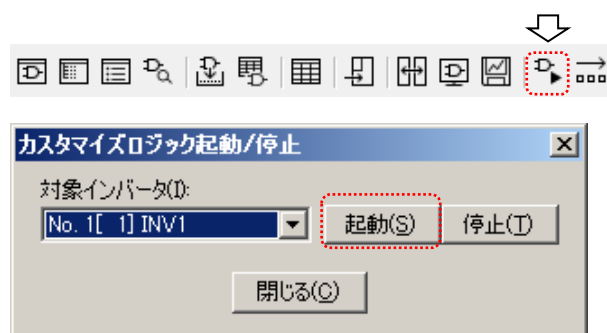 カスタマイズロジック起動/停止
対象インバータ(I):
No. 1[ 1] INV1
起動(S)
停止(T)
閉じる(C)